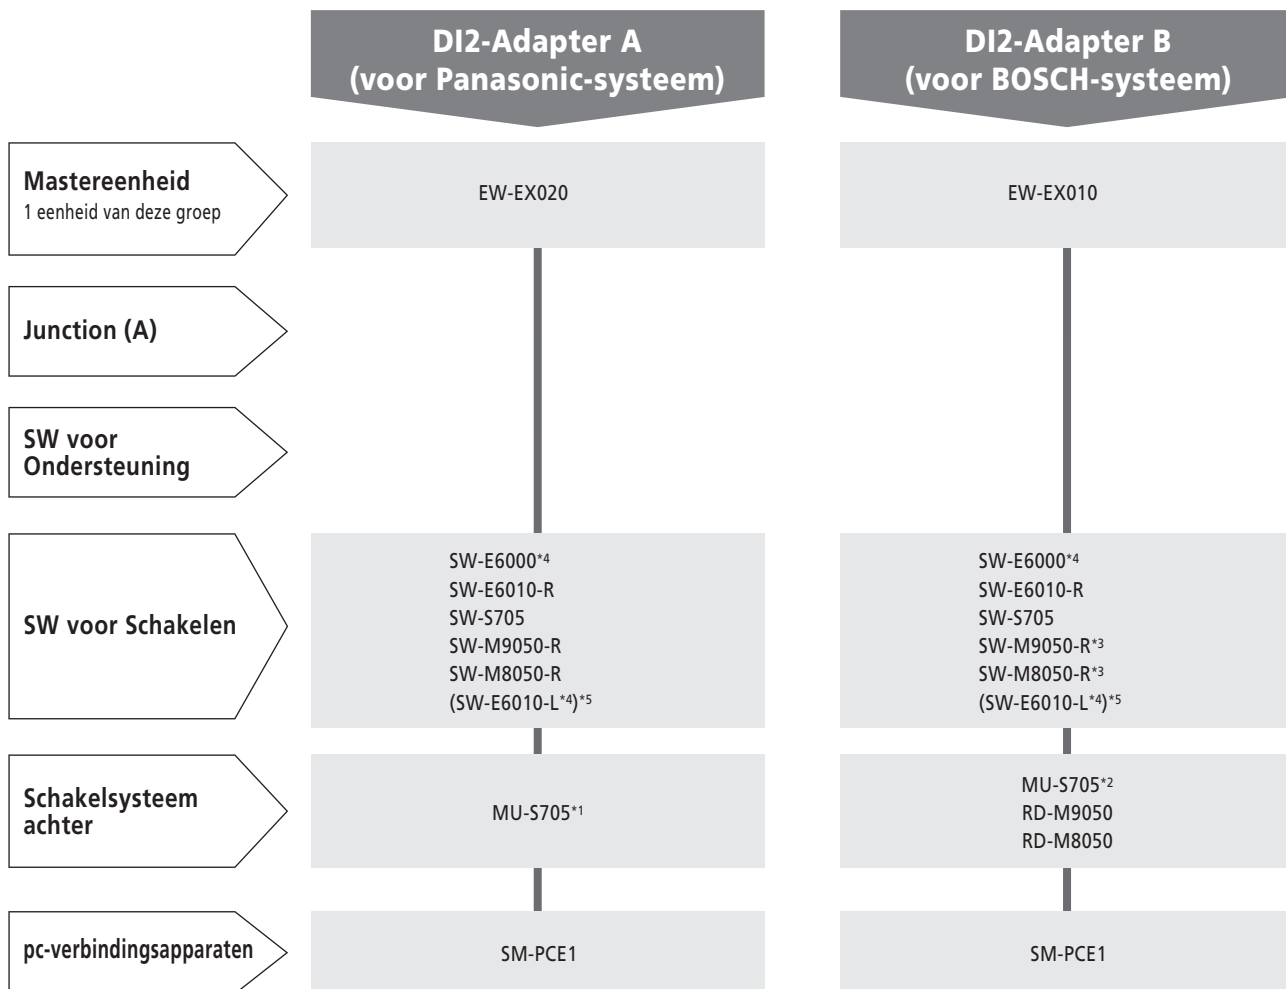 DI2-Adapter A
(voor Panasonic-systeem)
DI2-Adapter B
(voor BOSCH-systeem)
Mastereenheid
1 eenheid van deze groep
EW-EX020
EW-EX010
Junction (A)
SW voor
Ondersteuning
SW voor Schakelen
SW-E6000*4
SW-E6010-R
SW-S705
SW-M9050-R
SW-M8050-R
(SW-E6010-L*4)*5
SW-E6000*4
SW-E6010-R
SW-S705
SW-M9050-R*3
SW-M8050-R*3
(SW-E6010-L*4)*5
Schakelsysteem
achter
MU-S705*1
MU-S705*2
RD-M9050
RD-M8050
pc-verbindingsapparaten
SM-PCE1
SM-PCE1